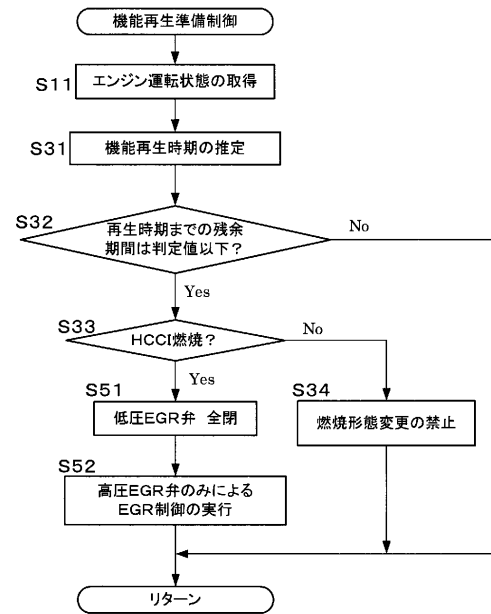 機能再生準備制御
S11
エンジン運転状態の取得
S31
機能再生時期の推定
S32
再生時期までの残余
期間は判定値以下?
No
Yes
S33
HCCI燃焼?
No
Yes
S51
低圧EGR弁 全閉
S34
燃焼形態変更の禁止
S52
高圧EGR弁のみによる
EGR制御の実行
リターン